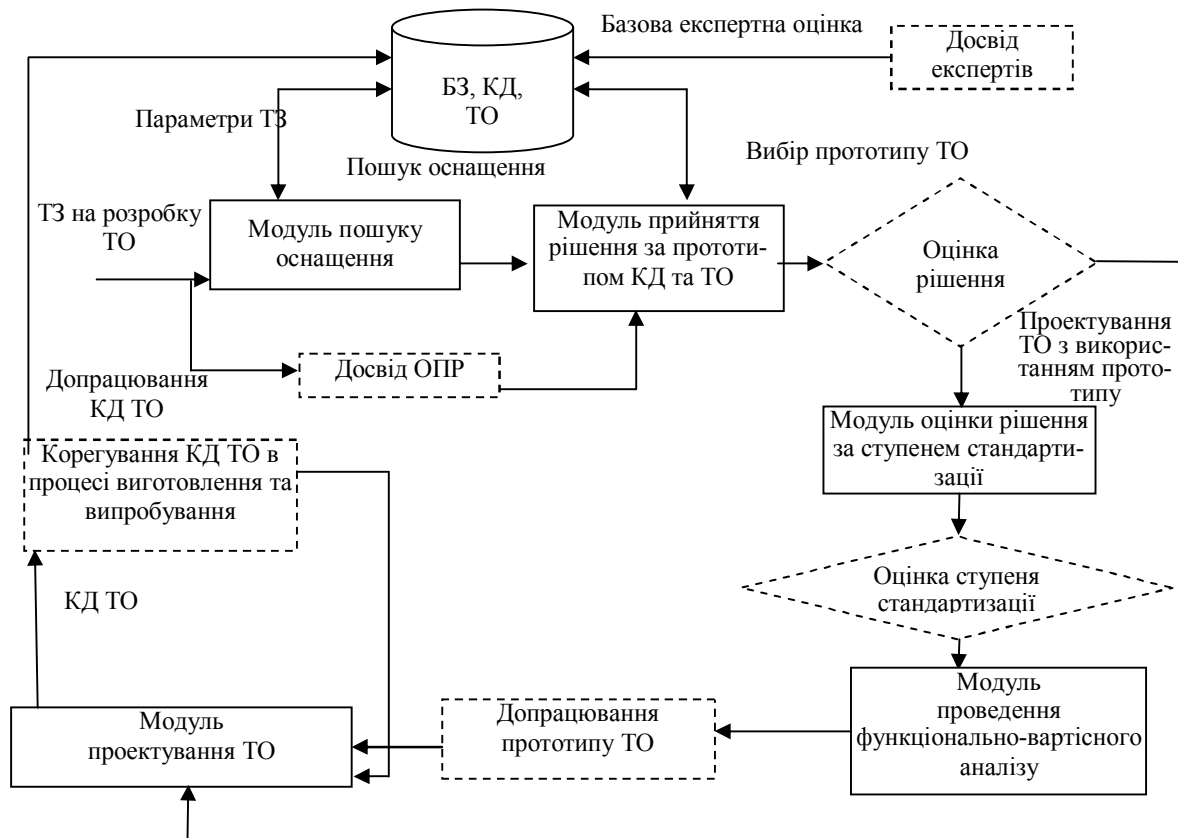 Базова експертна оцінка
Досвід
експертів
БЗ, КД,
ТО
Параметри ТЗ
Пошук оснащення
Вибір прототипу ТО
ТЗ на розробку
ТО
Модуль пошуку
оснащення
Модуль прийняття
рішення за прототи-
пом КД та ТО
Оцінка
рішення
Проектування
ТО з викорис-
танням прото-
типу
Досвід ОПР
Допрацювання
КД ТО
Модуль оцінки рішення
за ступенем стандарти-
зації
Корегування КД ТО в
процесі виготовлення та
випробування
Оцінка ступеня
стандартизації
КД ТО
Модуль
проектування ТО
Допрацювання
прототипу ТО
Модуль
проведення
функціонально-вартісного
аналізу